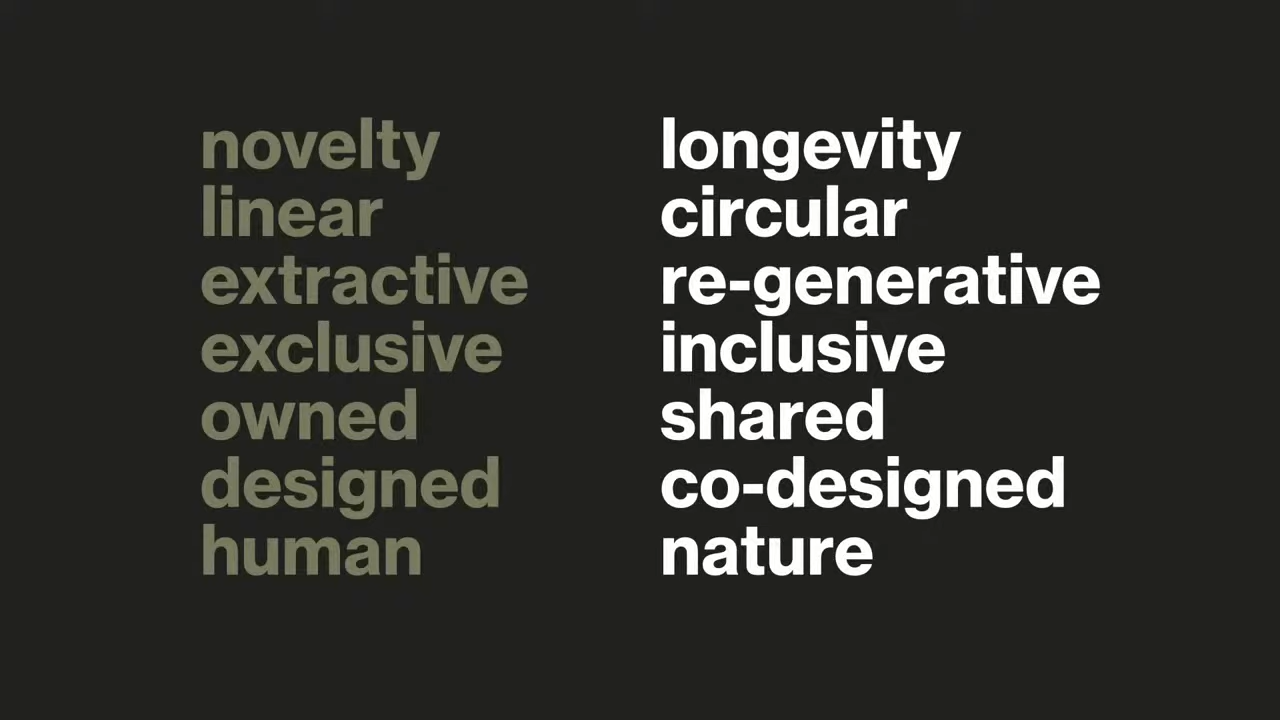 novelty longevity
linear circular
extractive re-generative
exclusive inclusive
owned shared
designed co-designed
human nature